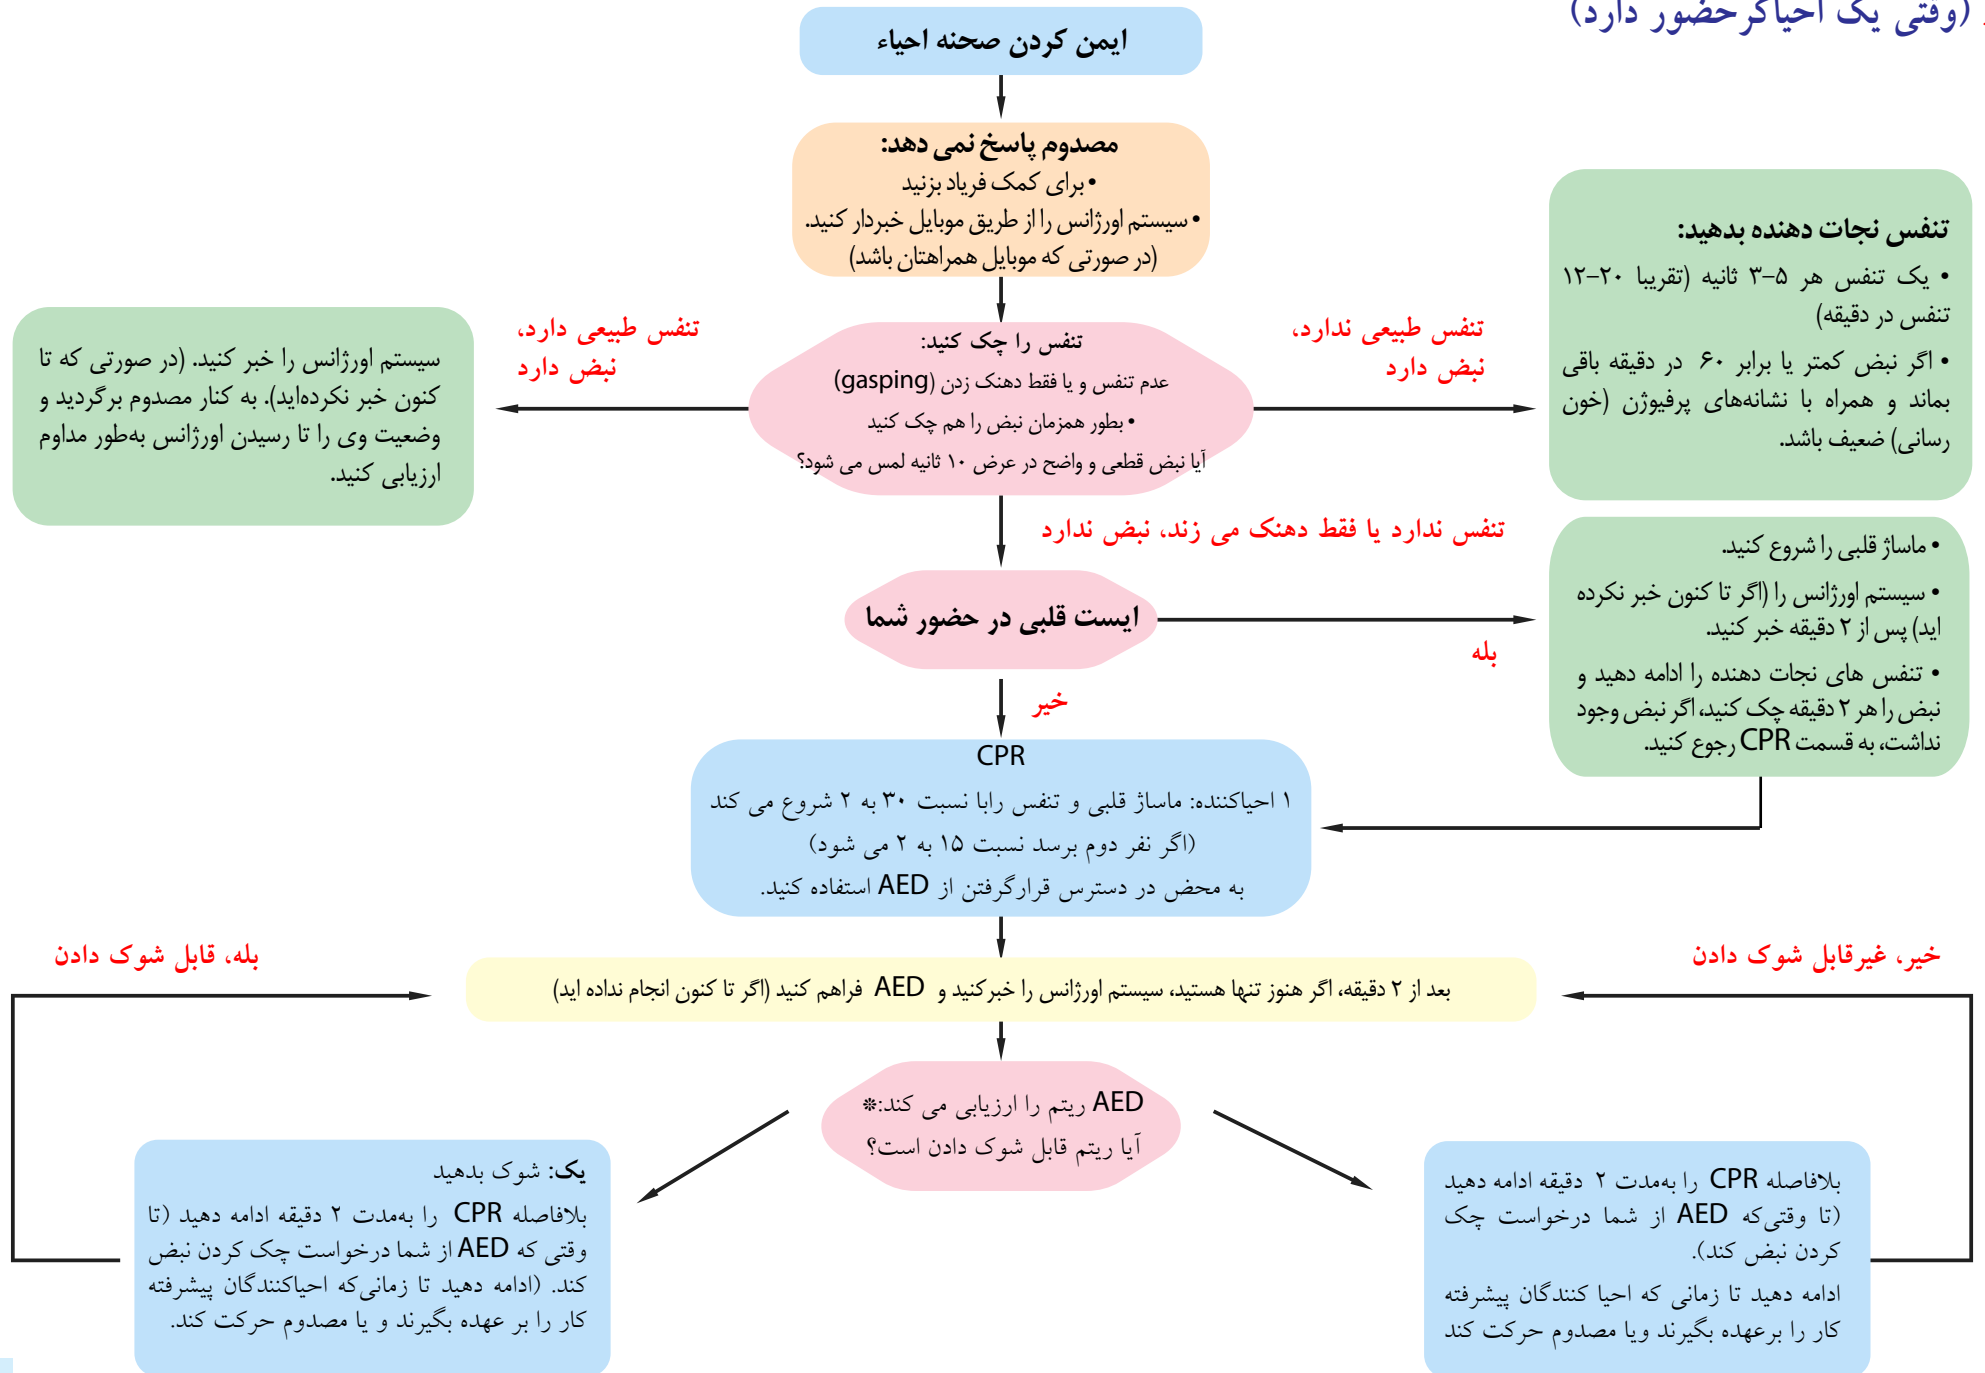 (وقتی یک احیاگرحضور دارد)
ایمن کردن صحنه احیاء
مصدوم پاسخ نمی دهد:
• برای کمک فریاد بزنید
• سیستم اورژانس را از طریق موبایل خبردار کنید.
(در صورتی که موبایل همراهتان باشد)
تنفس نجات دهنده بدهید:
• یک تنفس هر ۵–۳ ثانیه (تقریبا ۲۰–۱۲
تنفس در دقیقه)
• اگر نبض کمتر یا برابر ۶۰ در دقیقه باقی
بماند و همراه با نشانه‌های پرفیوژن (خون
رسانی) ضعیف باشد.
تنفس طبیعی ندارد،
نبض دارد
تنفس را چک کنید:
عدم تنفس و یا فقط دهنک زدن (gasping)
• بطور همزمان نبض را هم چک کنید
آیا نبض قطعی و واضح در عرض ۱۰ ثانیه لمس می شود؟
تنفس طبیعی دارد،
نبض دارد
سیستم اورژانس را خبر کنید. (در صورتی که تا
کنون خبر نکرده‌اید). به کنار مصدوم برگردید و
وضعیت وی را تا رسیدن اورژانس به‌طور مداوم
ارزیابی کنید.
تنفس ندارد یا فقط دهنک می زند، نبض ندارد
ایست قلبی در حضور شما
بله
• ماساژ قلبی را شروع کنید.
• سیستم اورژانس را (اگر تا کنون خبر نکرده
اید) پس از ۲ دقیقه خبر کنید.
• تنفس های نجات دهنده را ادامه دهید و
نبض را هر ۲ دقیقه چک کنید، اگر نبض وجود
نداشت، به قسمت CPR رجوع کنید.
خیر
CPR
۱ احیاکننده: ماساژ قلبی و تنفس رابا نسبت ۳۰ به ۲ شروع می کند
(اگر نفر دوم برسد نسبت ۱۵ به ۲ می شود)
به محض در دسترس قرارگرفتن از AED استفاده کنید.
خیر، غیرقابل شوک دادن
بله، قابل شوک دادن
بعد از ۲ دقیقه، اگر هنوز تنها هستید، سیستم اورژانس را خبرکنید و AED فراهم کنید (اگر تا کنون انجام نداده اید)
AED ریتم را ارزیابی می کند:*
آیا ریتم قابل شوک دادن است؟
بلافاصله CPR را به‌مدت ۲ دقیقه ادامه دهید
(تا وقتی‌که AED از شما درخواست چک
کردن نبض کند).
ادامه دهید تا زمانی که احیا کنندگان پیشرفته
کار را برعهده بگیرند ویا مصدوم حرکت کند
یک: شوک بدهید
بلافاصله CPR را به‌مدت ۲ دقیقه ادامه دهید (تا
وقتی که AED از شما درخواست چک کردن نبض
کند. (ادامه دهید تا زمانی‌که احیاکنندگان پیشرفته
کار را بر عهده بگیرند و یا مصدوم حرکت کند.